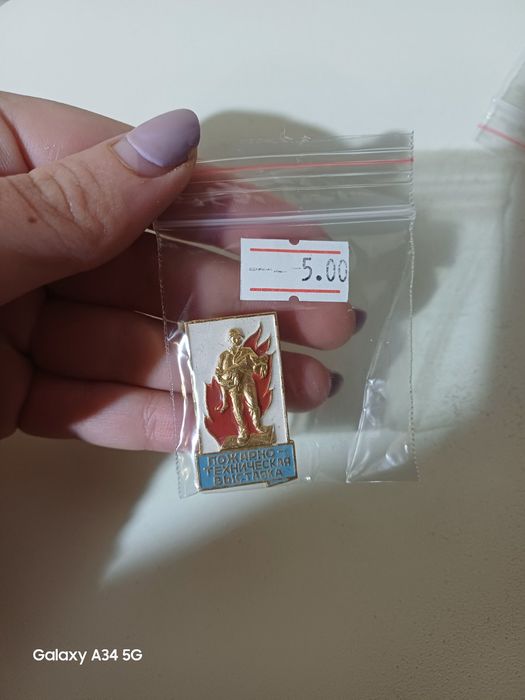 5.00
ПОЖАРНО-
ТЕХНИЧЕСКАЯ
ВЫСТАВКА
Galaxy A34 5G